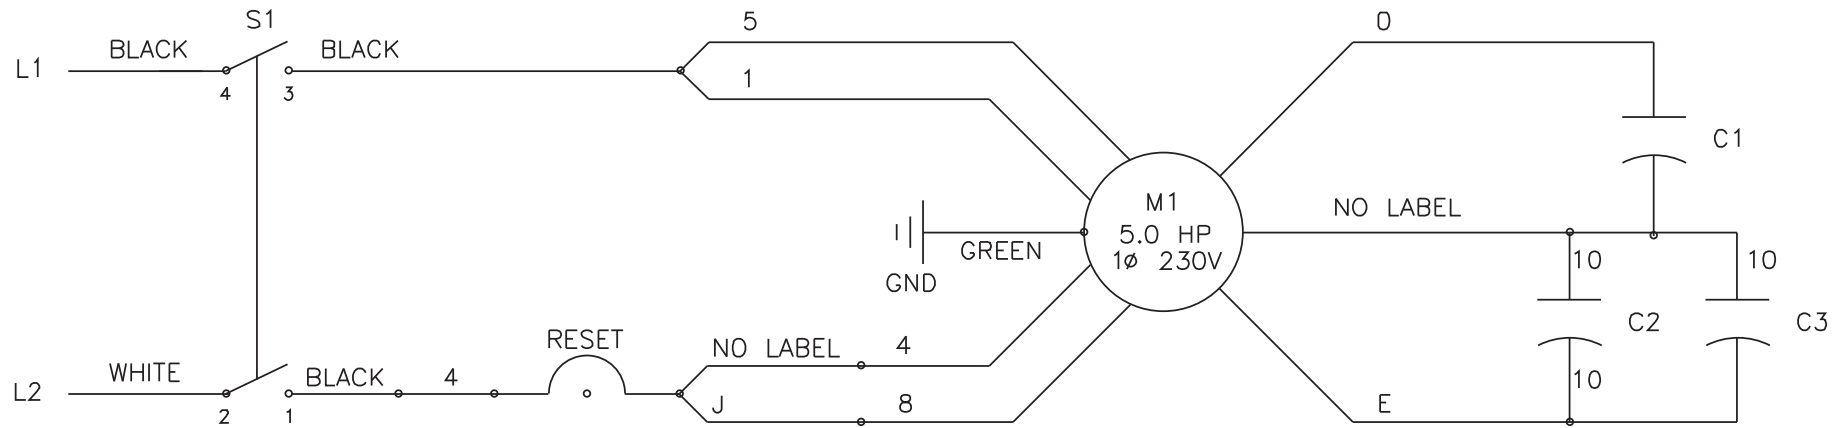 S1
5
O
L1
BLACK
BLACK
1
4
3
C1
M1
5.0 HP
1ø 230V
NO LABEL
GREEN
GND
10
10
C2
C3
RESET
NO LABEL
4
L2
WHITE
BLACK
4
10
J
8
E
2
1